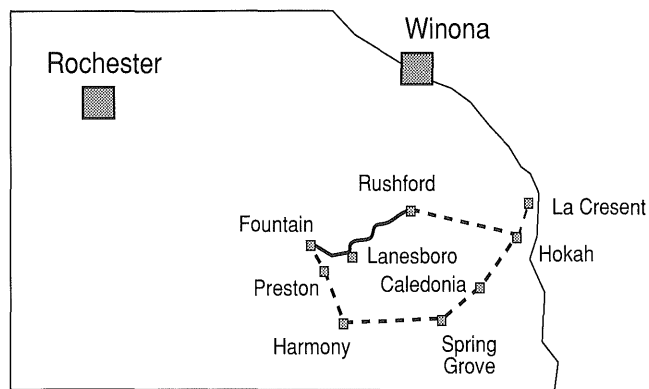 Winona
Rochester
Rushford
La Cresent
Fountain
Lanesboro
Hokah
Preston
Caledonia
Harmony
Spring
Grove